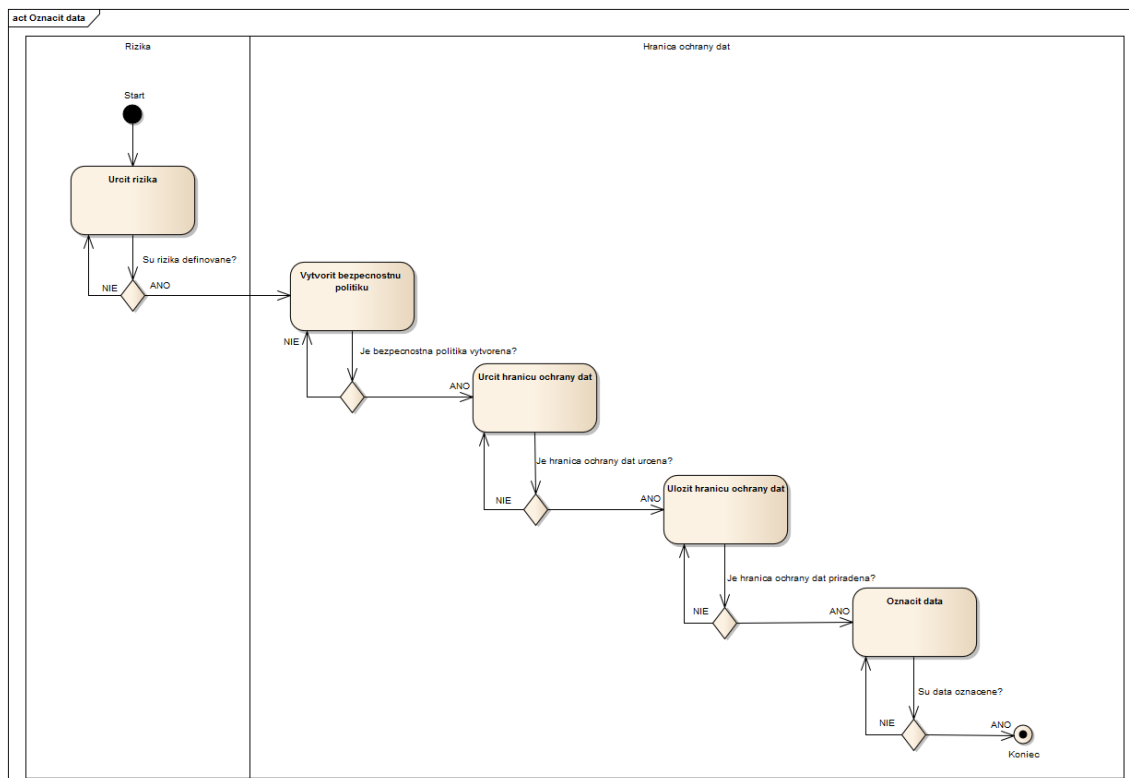 act Oznacit data
Rizika
Hranica ochrany dat
Start
Urcit rizika
Su rizika definovane?
NIE
ANO
Vytvorit bezpecnostnu
politiku
NIE
Je bezpecnostna politika vytvorena?
ANO
Urcit hranicu ochrany dat
Je hranica ochrany dat urcena?
NIE
ANO
Ulozit hranicu ochrany dat
Je hranica ochrany dat priradena?
NIE
ANO
Oznacit data
Su data oznacene?
NIE
ANO
Koniec